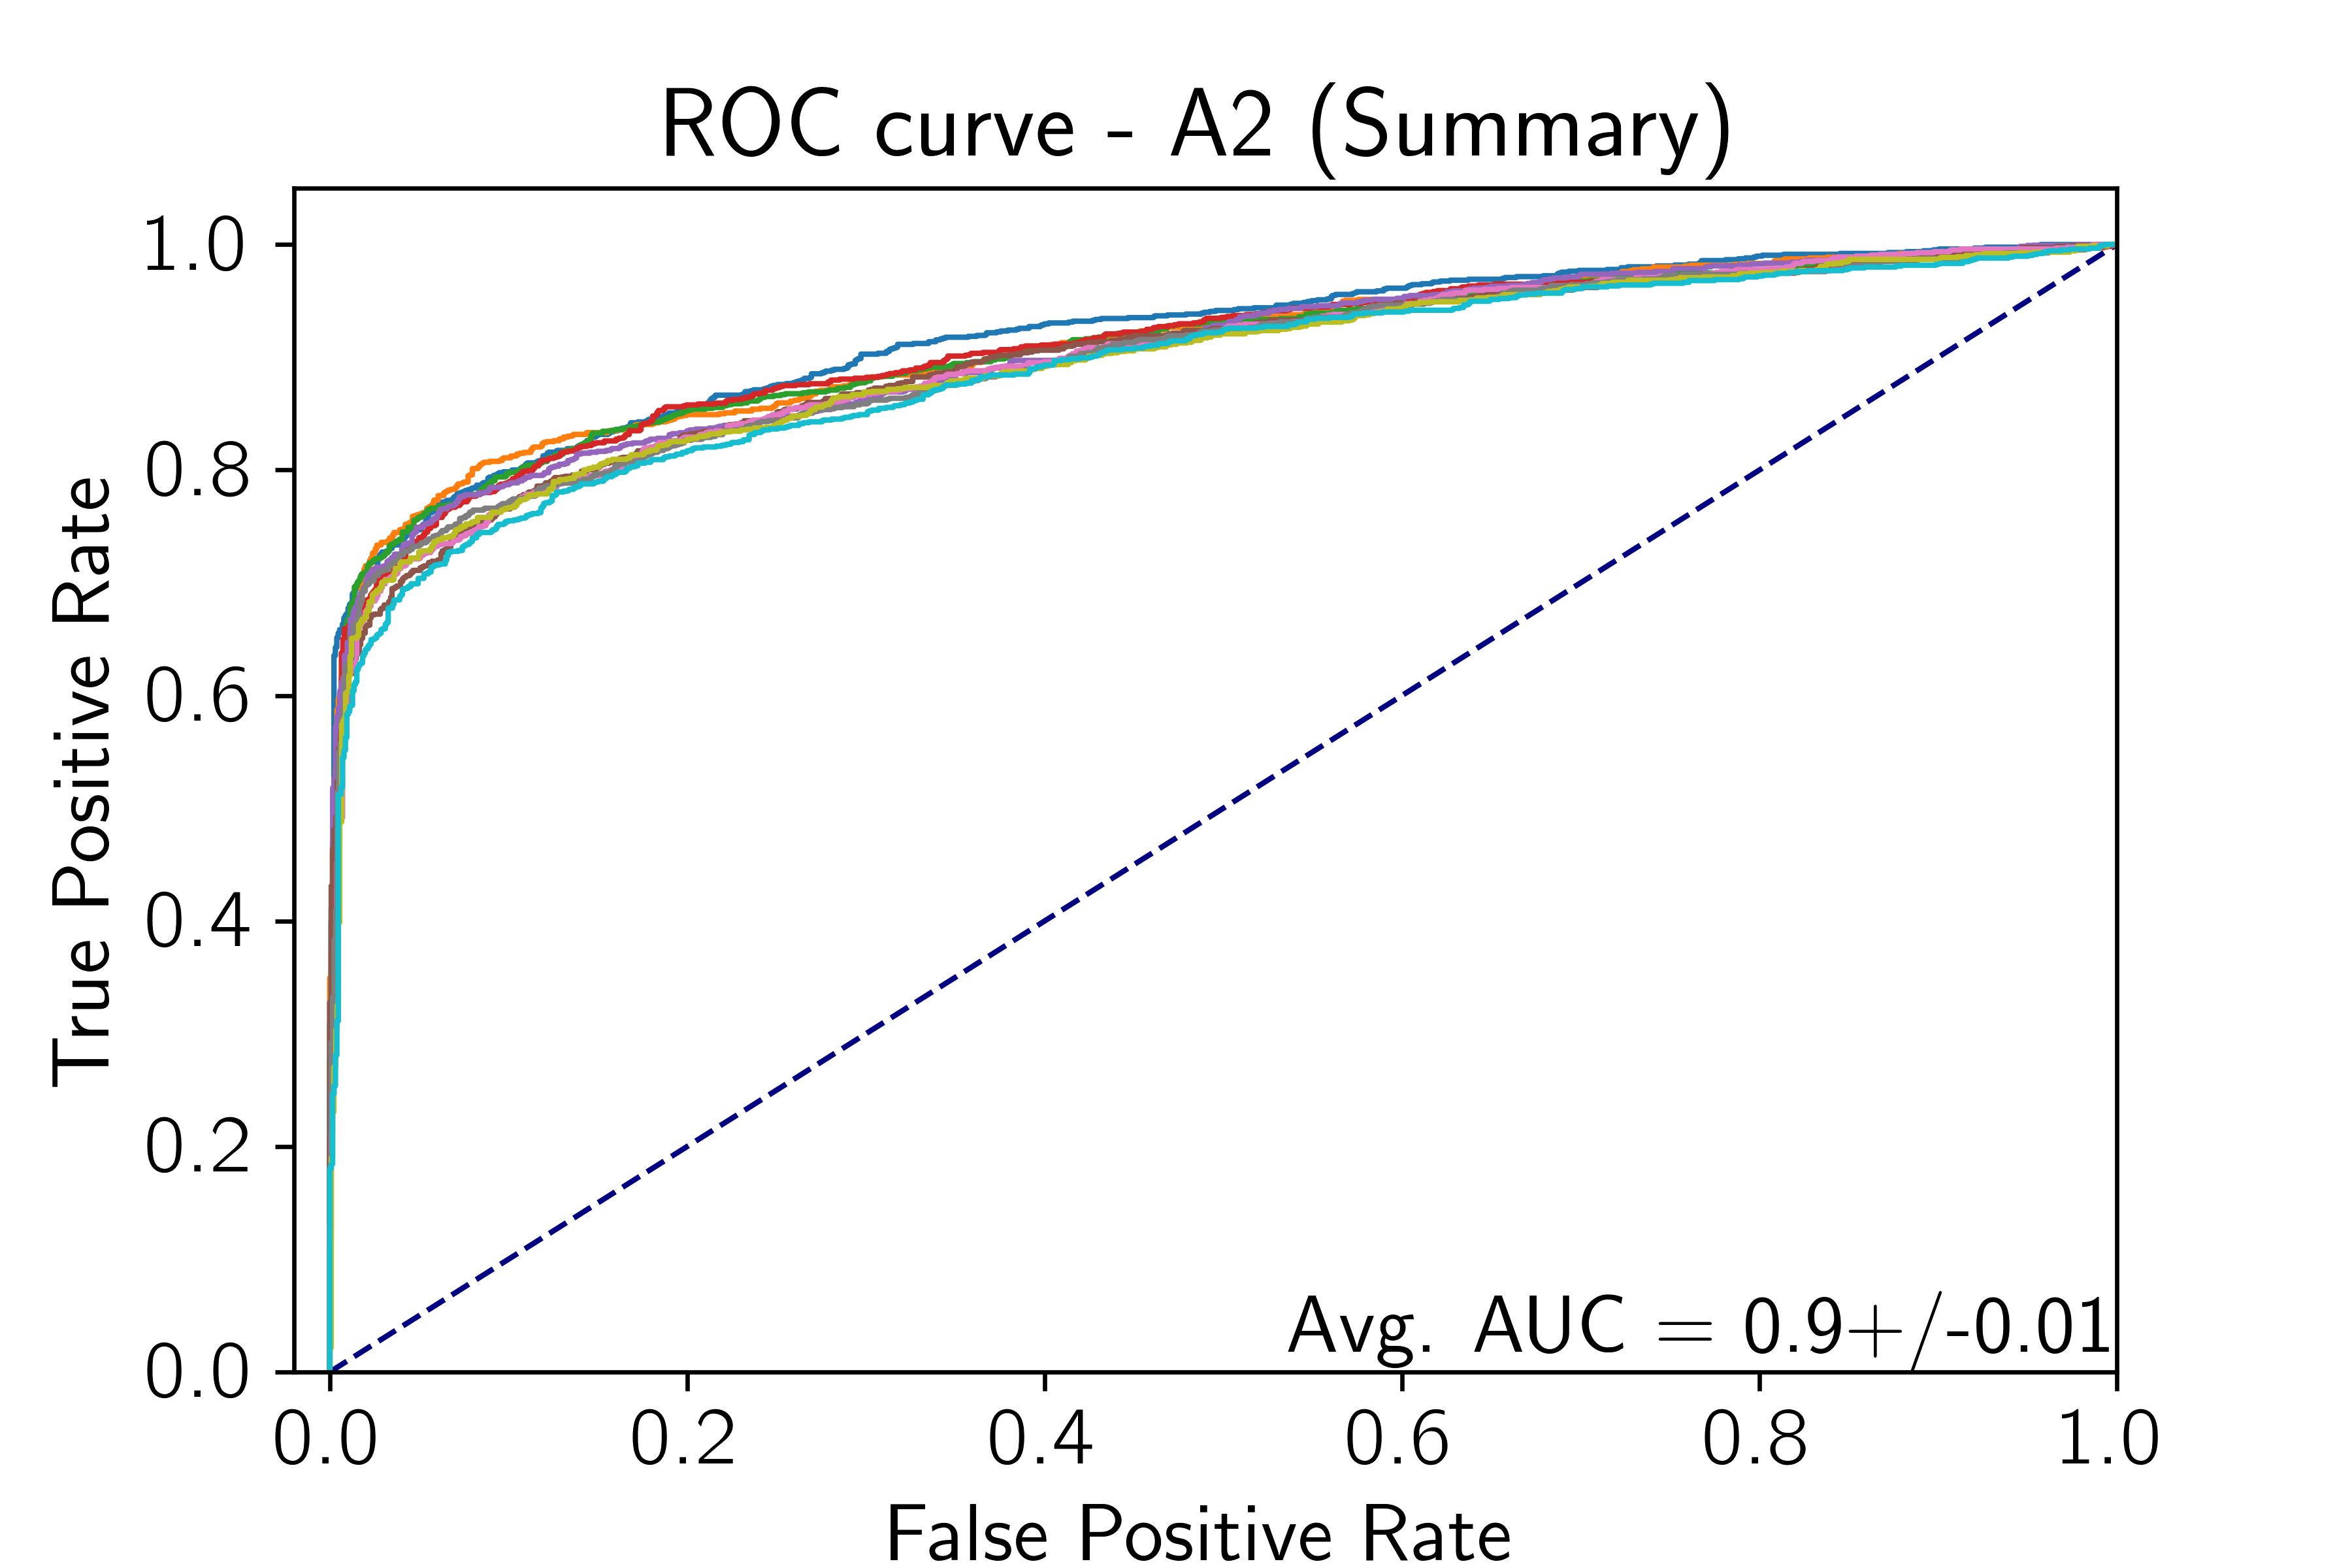 ROC curve - A2 (Summary)
True Positive Rate
1.0
0.8
0.6
0.4
0.2
0.0
Avg. AUC = 0.9+/-0.01
0.0 0.2 0.4 0.6 0.8 1.0
False Positive Rate